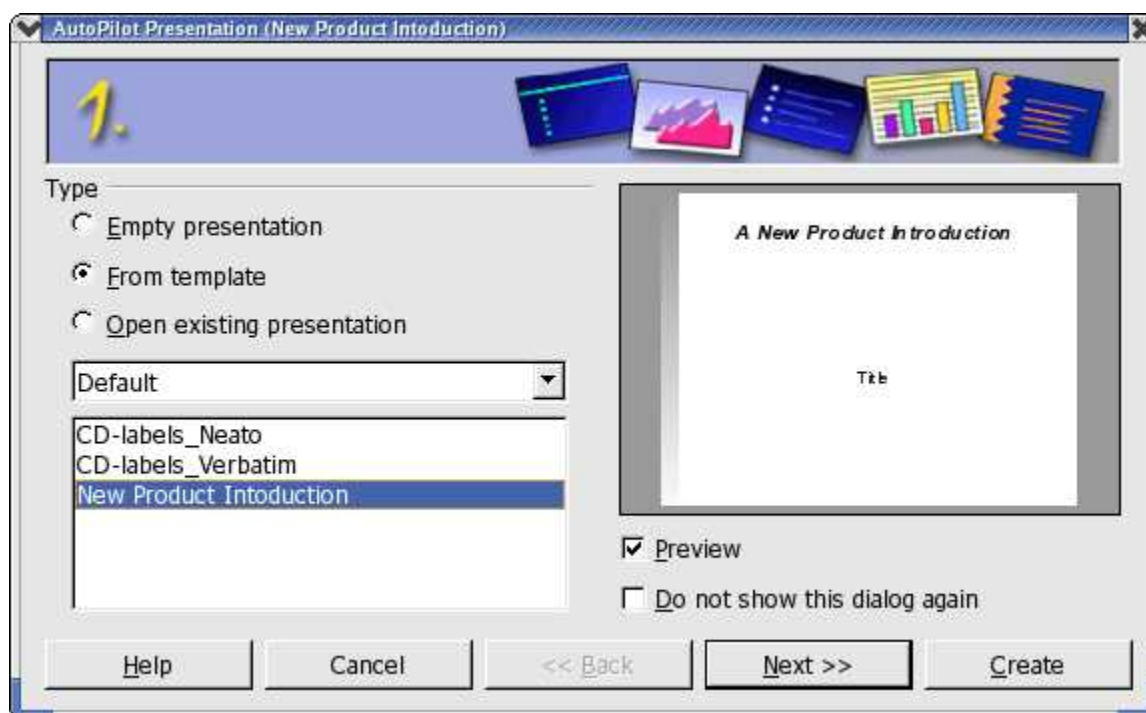 AutoPilot Presentation (New Product Intoduction)
1.
Type
Empty presentation
From template
Open existing presentation
Default
CD-labels_Neato
CD-labels_Verbatim
New Product Intoduction
A New Product Introduction
Title
Preview
Do not show this dialog again
Help
Cancel
<< Back
Next >>
Create